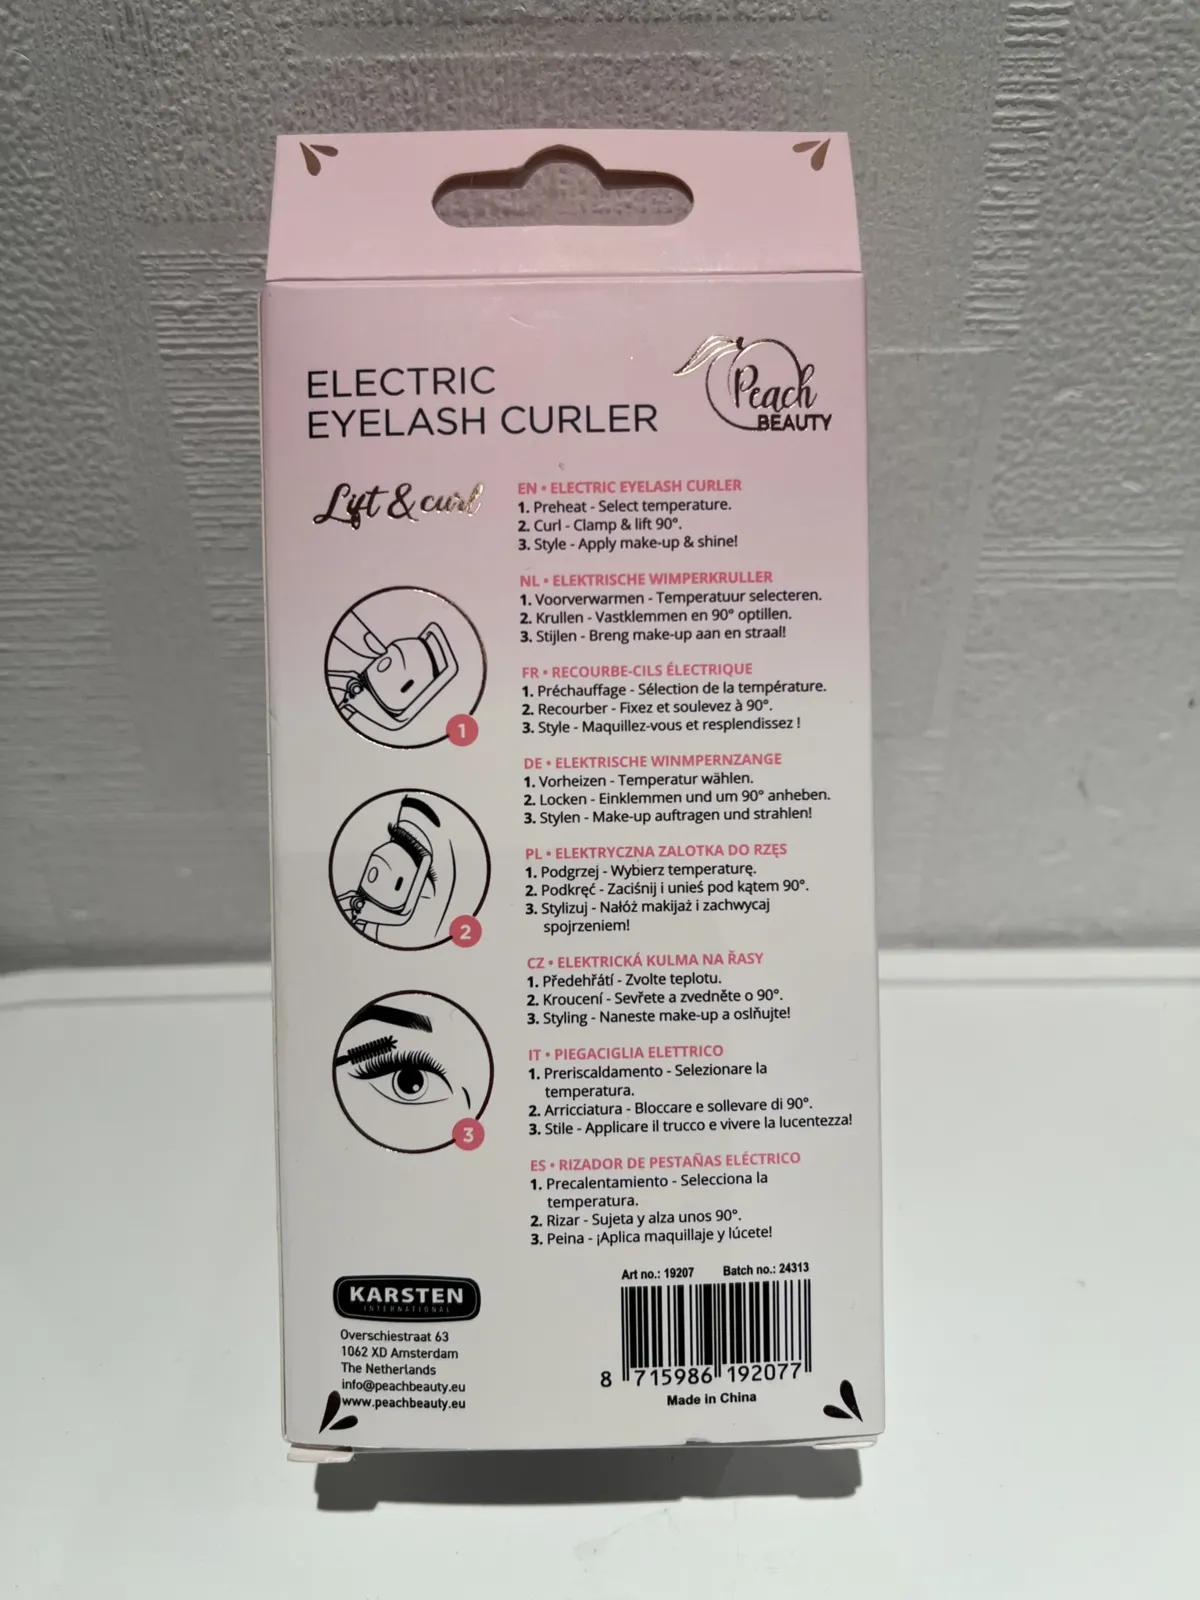 ELECTRIC
EYELASH CURLER
Peach
BEAUTY
Lift & curl
EN • ELECTRIC EYELASH CURLER
1. Preheat - Select temperature.
2. Curl - Clamp & lift 90°.
3. Style - Apply make-up & shine!
NL • ELEKTRISCHE WIMPERKRULLER
1. Voorverwarmen - Temperatuur selecteren.
2. Krullen - Vastklemmen en 90° optillen.
3. Stijlen - Breng make-up aan en straal!
FR • RECOURBE-CILS ÉLECTRIQUE
1. Préchauffage - Sélection de la température.
2. Recourber - Fixez et soulevez à 90°.
3. Style - Maquillez-vous et resplendissez !
DE • ELEKTRISCHE WINMPERNZANGE
1. Vorheizen - Temperatur wählen.
2. Locken - Einklemmen und um 90° anheben.
3. Stylen - Make-up auftragen und strahlen!
PL • ELEKTRYCZNA ZALOTKA DO RZĘS
1. Podgrzej - Wybierz temperaturę.
2. Podkręć - Zaciśnij i unieś pod kątem 90°.
3. Stylizuj - Nałóż makijaż i zachwycaj
spojrzeniem!
CZ • ELEKTRICKÁ KULMA NA ŘASY
1. Předehřátí - Zvolte teplotu.
2. Kroucení - Sevřete a zvedněte o 90°.
3. Styling - Naneste make-up a oslňujte!
IT • PIEGACIGLIA ELETTRICO
1. Preriscaldamento - Selezionare la
temperatura.
2. Arricciatura - Bloccare e sollevare di 90°.
3. Stile - Applicare il trucco e vivere la lucentezza!
ES • RIZADOR DE PESTAÑAS ELÉCTRICO
1. Precalentamiento - Selecciona la
temperatura.
2. Rizar - Sujeta y alza unos 90°.
3. Peina - ¡Aplica maquillaje y lúcete!
1
2
3
KARSTEN
INTERNATIONAL
Overschiestraat 63
1062 XD Amsterdam
The Netherlands
info@peachbeauty.eu
www.peachbeauty.eu
Art no.: 19207 Batch no.: 24313
8 715986 192077
Made in China